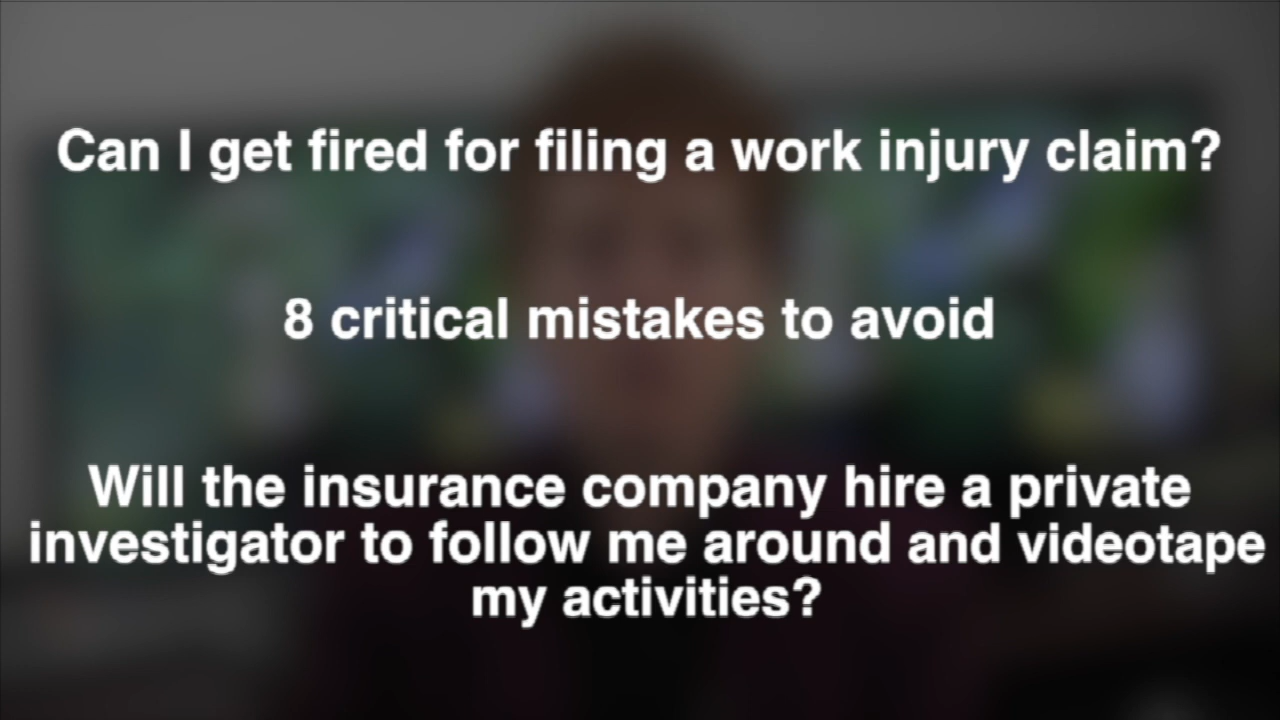 Can I get fired for filing a work injury claim?
8 critical mistakes to avoid
Will the insurance company hire a private
investigator to follow me around and videotape
my activities?